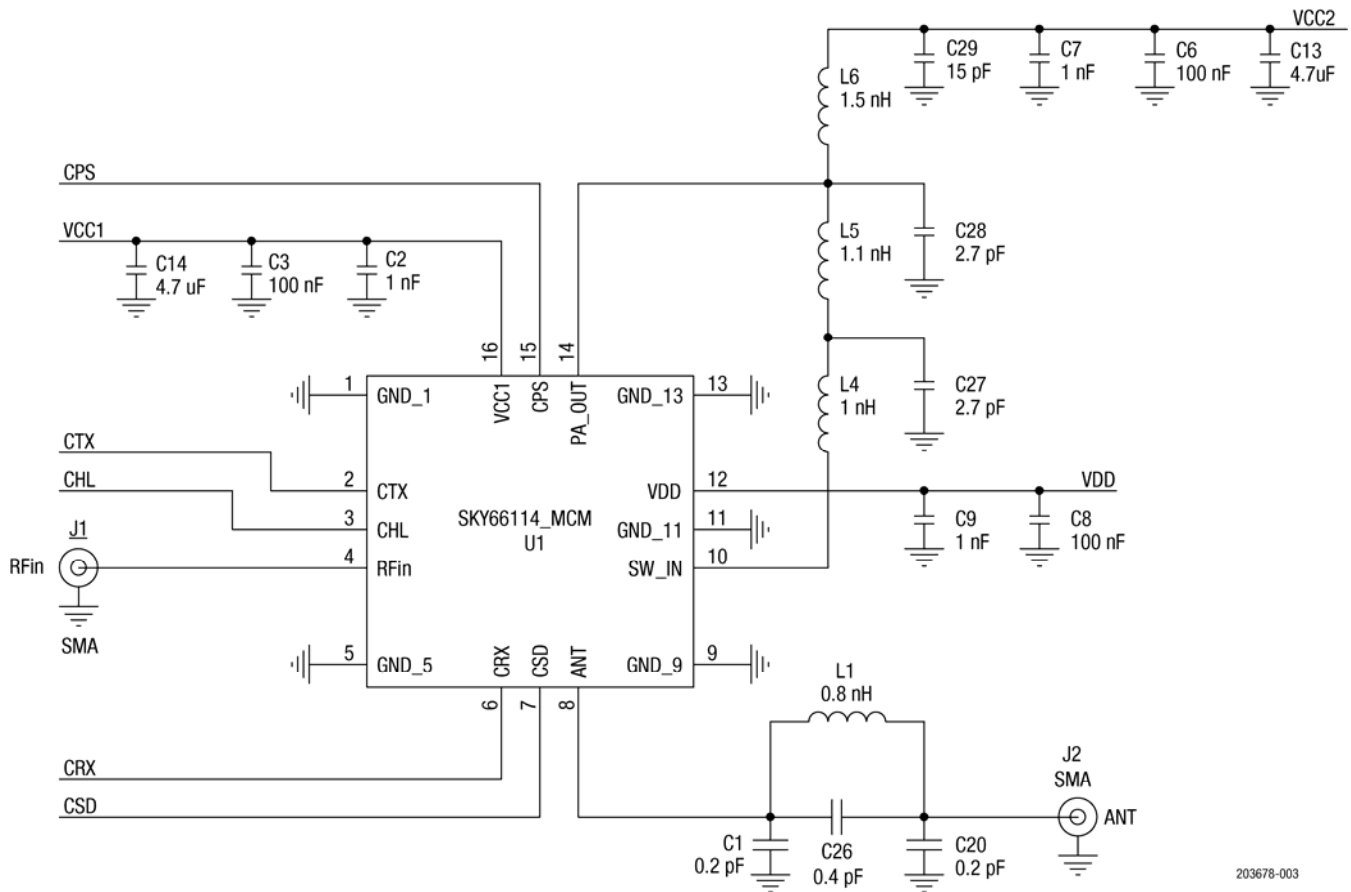 VCC2
C29
15 pF
C7
1 nF
C6
100 nF
C13
4.7uF
L6
1.5 nH
CPS
VCC1
C14
4.7 uF
C3
100 nF
C2
1 nF
L5
1.1 nH
C28
2.7 pF
16
15
14
L4
1 nH
C27
2.7 pF
1
GND_1
VCC1
CPS
PA_OUT
GND_13
13
CTX
2
CTX
CHL
3
CHL
VDD
12
VDD
SKY66114_MCM
U1
GND_11
11
C9
1 nF
C8
100 nF
J1
RFin
4
RFin
SW_IN
10
SMA
5
GND_5
CRX
CSD
ANT
GND_9
9
6
7
8
L1
0.8 nH
CRX
CSD
J2
SMA
ANT
C1
0.2 pF
C26
0.4 pF
C20
0.2 pF
203678-003